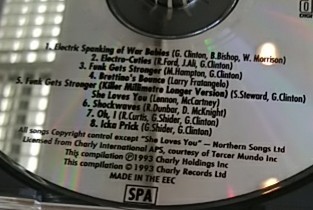 1. Electric Spanking of War Babies (G. Clinton, B.Bishop, W. Morrison)
2. Electro-Cuties (R.Ford, J.Ali, G.Clinton)
3. Funk Gets Stronger (M.Hampton, G.Clinton)
4. Brettino's Bounce (Larry Fratangelo)
5. Funk Gets Stronger (Killer Millimetre Longer Version) (S.Steward, G.Clinton)
She Loves You (Lennon, McCartney)
6. Shockwaves (R.Dunbar, D. McKnight)
7. Oh, I (R.Curtis, G.Shider, G. Clinton)
8. Icka Prick (G.Shider, G. Clinton)
All songs Copyright control except "She Loves You" – Northern Songs Ltd
Licensed from Charly International APS, courtesy of Tercer Mundo Inc
This compilation ℗ 1993 Charly Holdings Inc
This compilation © 1993 Charly Records Ltd
MADE IN THE EEC
SPA